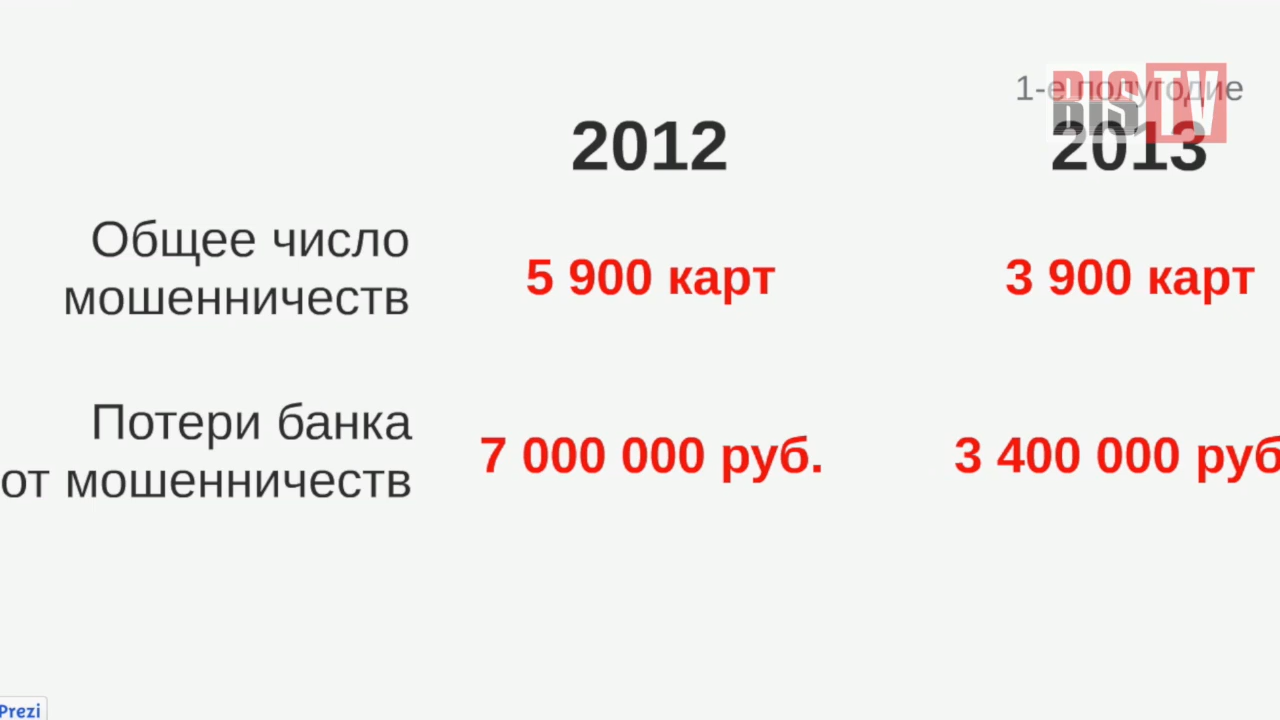 1-е полугодие
BIS TV
2012
2013
Общее число
мошенничеств
5 900 карт
3 900 карт
Потери банка
от мошенничеств
7 000 000 руб.
3 400 000 руб
Prezi